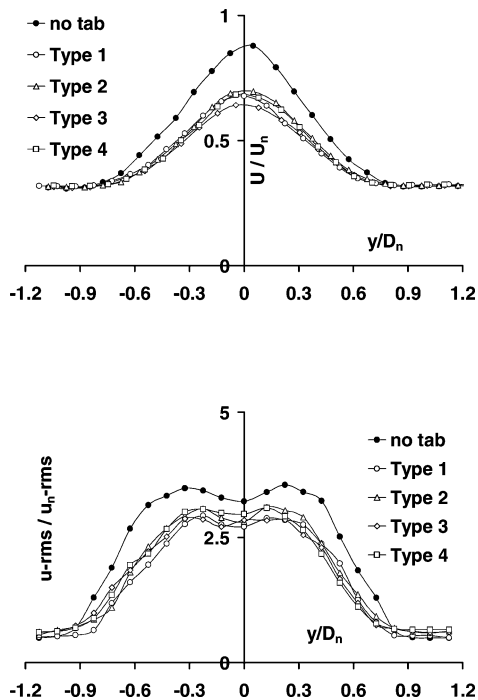 1
no tab
Type 1
Type 2
Type 3
Type 4
0.5
U / Uₙ
y/Dₙ
0
-1.2 -0.9 -0.6 -0.3 0 0.3 0.6 0.9 1.2
5
no tab
Type 1
Type 2
Type 3
Type 4
u-rms / uₙ-rms
2.5
y/Dₙ
0
-1.2 -0.9 -0.6 -0.3 0 0.3 0.6 0.9 1.2